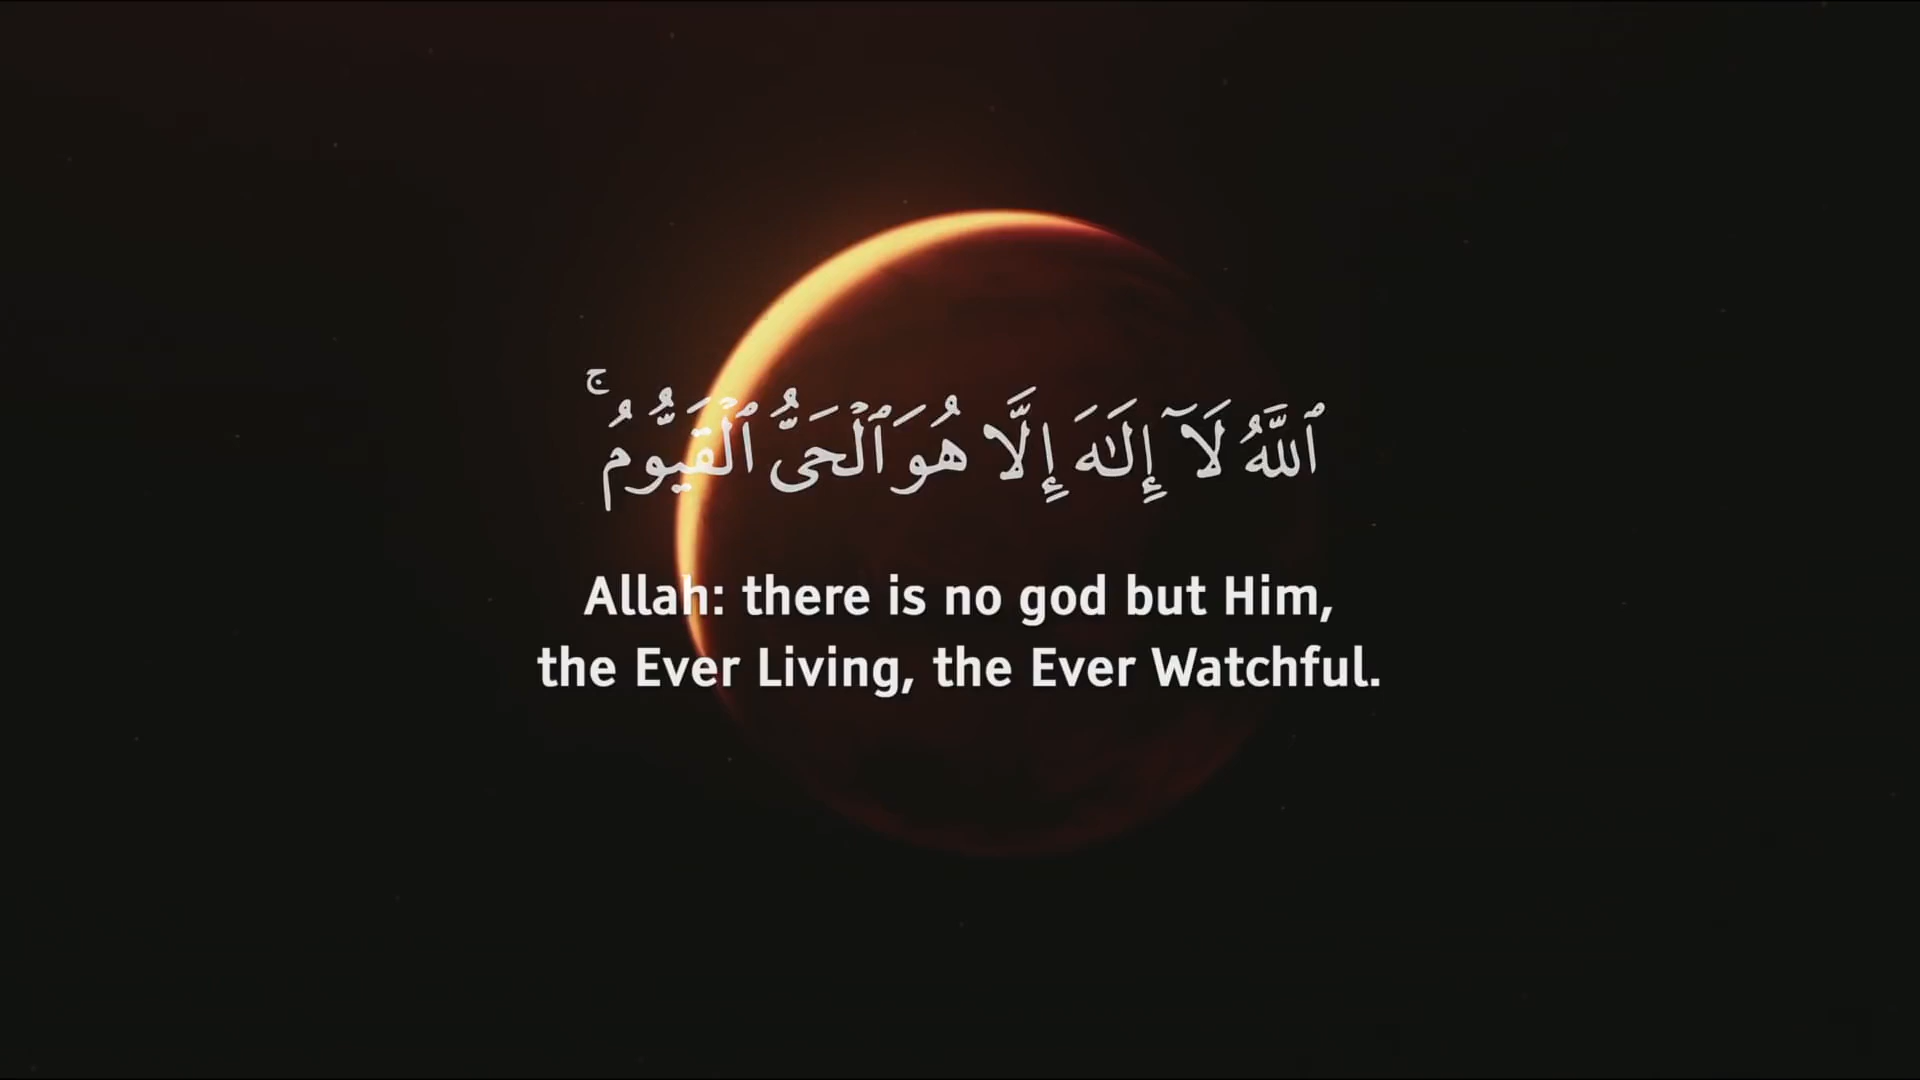 ٱللَّهُ لَآ إِلَـٰهَ إِلَّا هُوَ ٱلْحَىُّ ٱلْقَيُّومُ ۚ
Allah: there is no god but Him,
the Ever Living, the Ever Watchful.